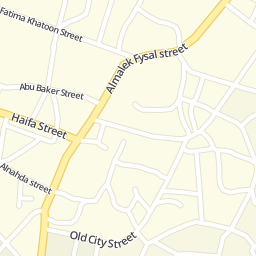 Fatima Khatoon Street
Almalek Fysal street
Abu Baker Street
Haifa Street
Alnahda street
Old City Street